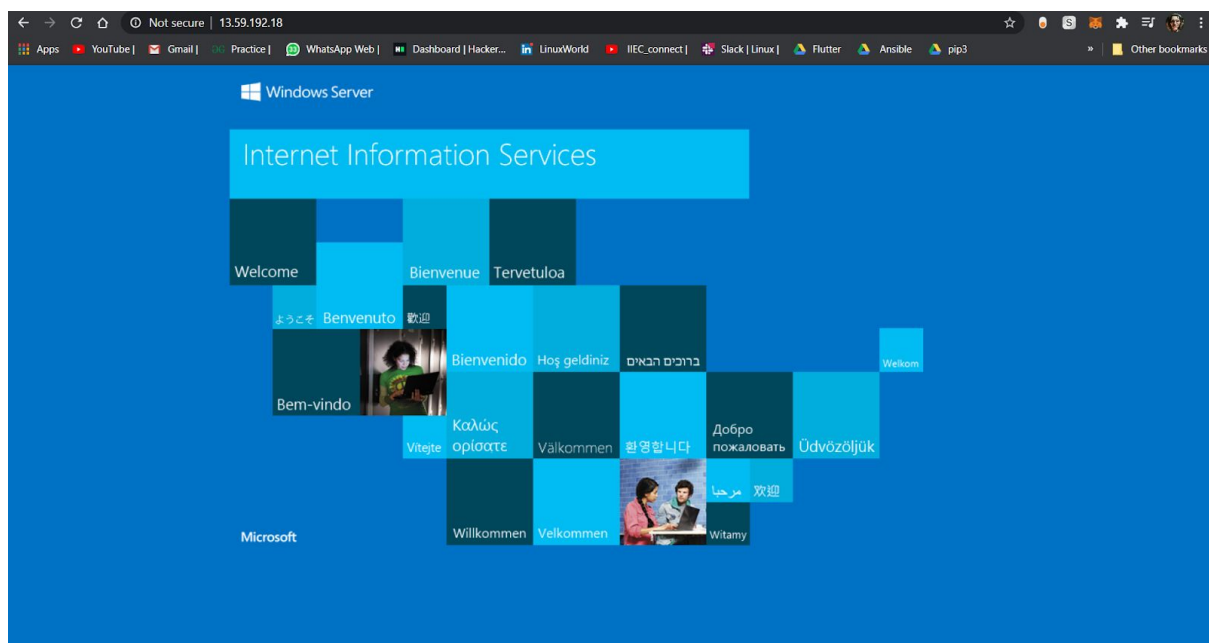 Not secure | 13.59.192.18
Apps YouTube | Gmail | Practice | WhatsApp Web | Dashboard | Hacker... LinuxWorld IIEC_connect | Slack | Linux | Flutter Ansible pip3 » Other bookmarks
Windows Server
Internet Information Services
Welcome
Bienvenue
Tervetuloa
ようこそ
Benvenuto
歡迎
Bienvenido
Hoş geldiniz
ברוכים הבאים
Welkom
Bem-vindo
Vítejte
Καλώς
ορίσατε
Välkommen
환영합니다
Добро
пожаловать
Üdvözöljük
مرحبا
欢迎
Microsoft
Willkommen
Velkommen
Witamy